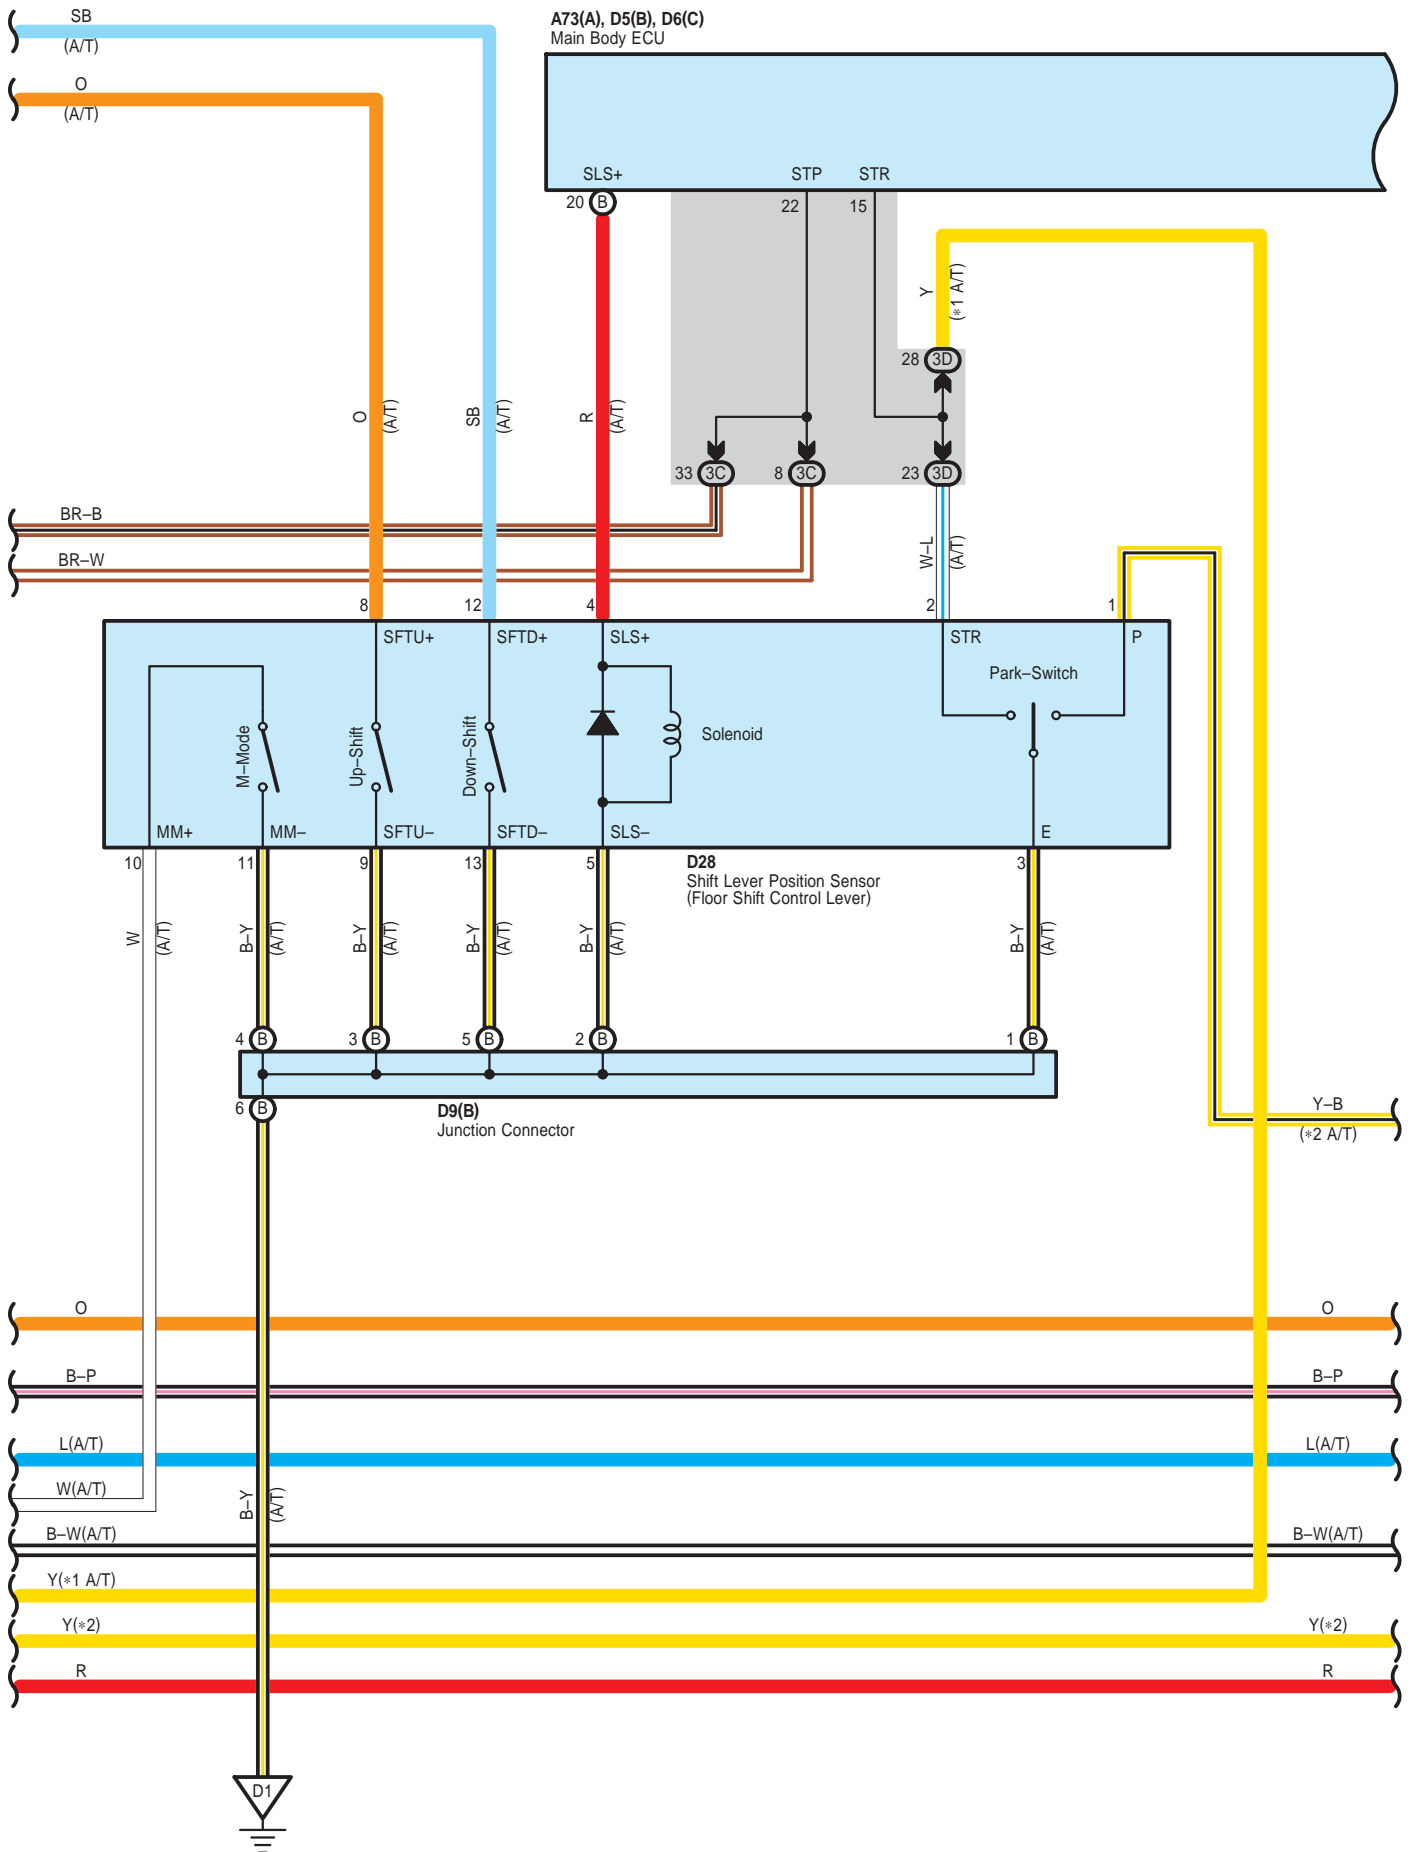 SB
(A/T)
O
(A/T)
A73(A), D5(B), D6(C)
Main Body ECU
SLS+
STP
STR
20 B
22
15
Y
(*1 A/T)
28 3D
O
(A/T)
SB
(A/T)
R
(A/T)
33 3C
8 3C
23 3D
BR–B
BR–W
W–L
(A/T)
8
12
4
2
1
SFTU+
SFTD+
SLS+
STR
P
Park–Switch
M–Mode
Up–Shift
Down–Shift
Solenoid
MM+
MM–
SFTU–
SFTD–
SLS–
E
10
11
9
13
5
3
D28
Shift Lever Position Sensor
(Floor Shift Control Lever)
W
(A/T)
B–Y
(A/T)
B–Y
(A/T)
B–Y
(A/T)
B–Y
(A/T)
B–Y
(A/T)
4 B
3 B
5 B
2 B
1 B
6 B
D9(B)
Junction Connector
Y–B
(*2 A/T)
O
O
B–P
B–P
L(A/T)
L(A/T)
W(A/T)
B–Y
(A/T)
B–W(A/T)
B–W(A/T)
Y(*1 A/T)
Y(*2)
Y(*2)
R
R
D1